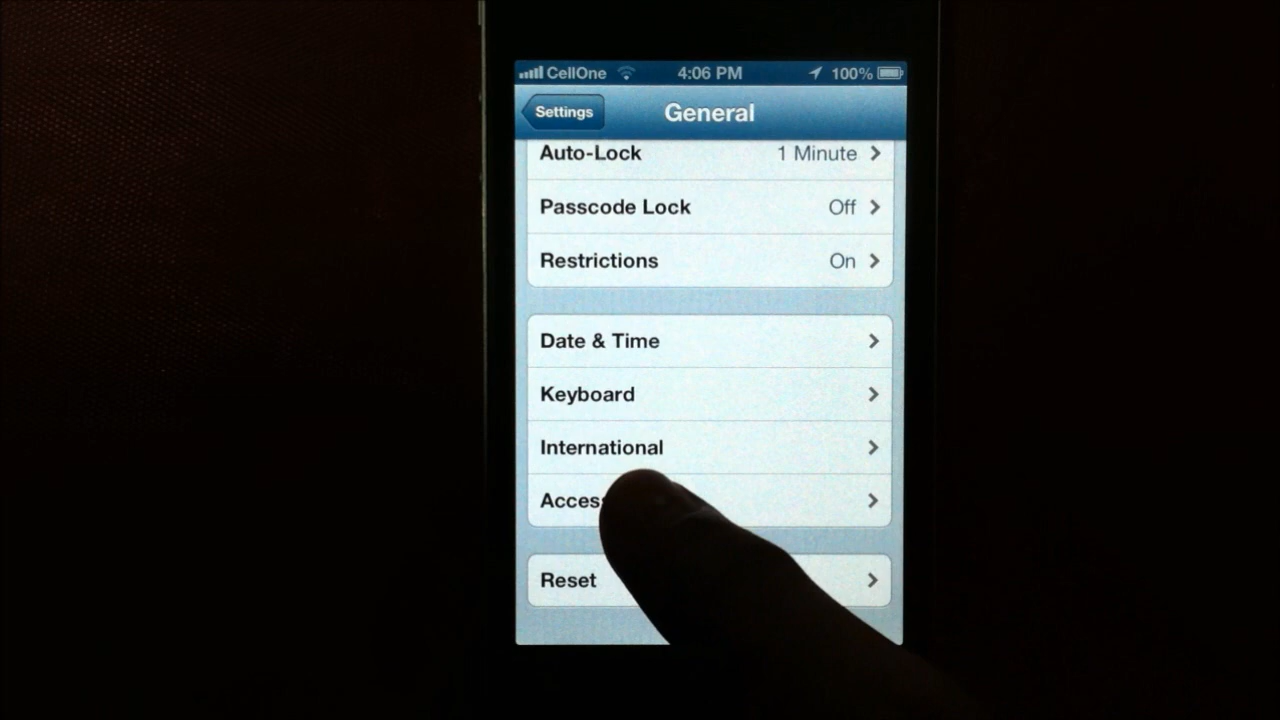 CellOne 4:06 PM 100%
Settings General
Auto-Lock 1 Minute
Passcode Lock Off
Restrictions On
Date & Time
Keyboard
International
Acces
Reset